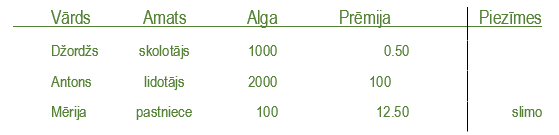 Vārds Amats Alga Prēmija Piezīmes
Džordžs skolotājs 1000 0.50
Antons lidotājs 2000 100
Mērija pastniece 100 12.50 slimo